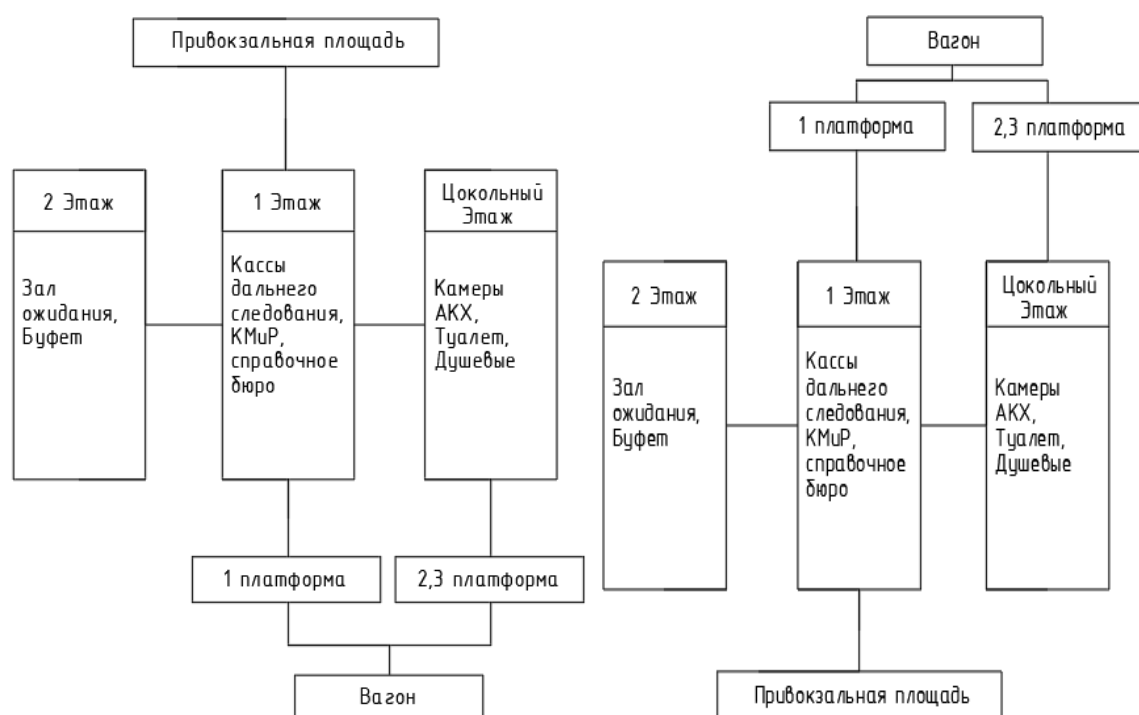 Привокзальная площадь
2 Этаж
Зал
ожидания,
Буфет
1 Этаж
Кассы
дальнего
следования,
КМиР,
справочное
бюро
Цокольный
Этаж
Камеры
АКХ,
Туалет,
Душевые
1 платформа
2,3 платформа
Вагон
Вагон
1 платформа
2,3 платформа
2 Этаж
Зал
ожидания,
Буфет
1 Этаж
Кассы
дальнего
следования,
КМиР,
справочное
бюро
Цокольный
Этаж
Камеры
АКХ,
Туалет,
Душевые
Привокзальная площадь